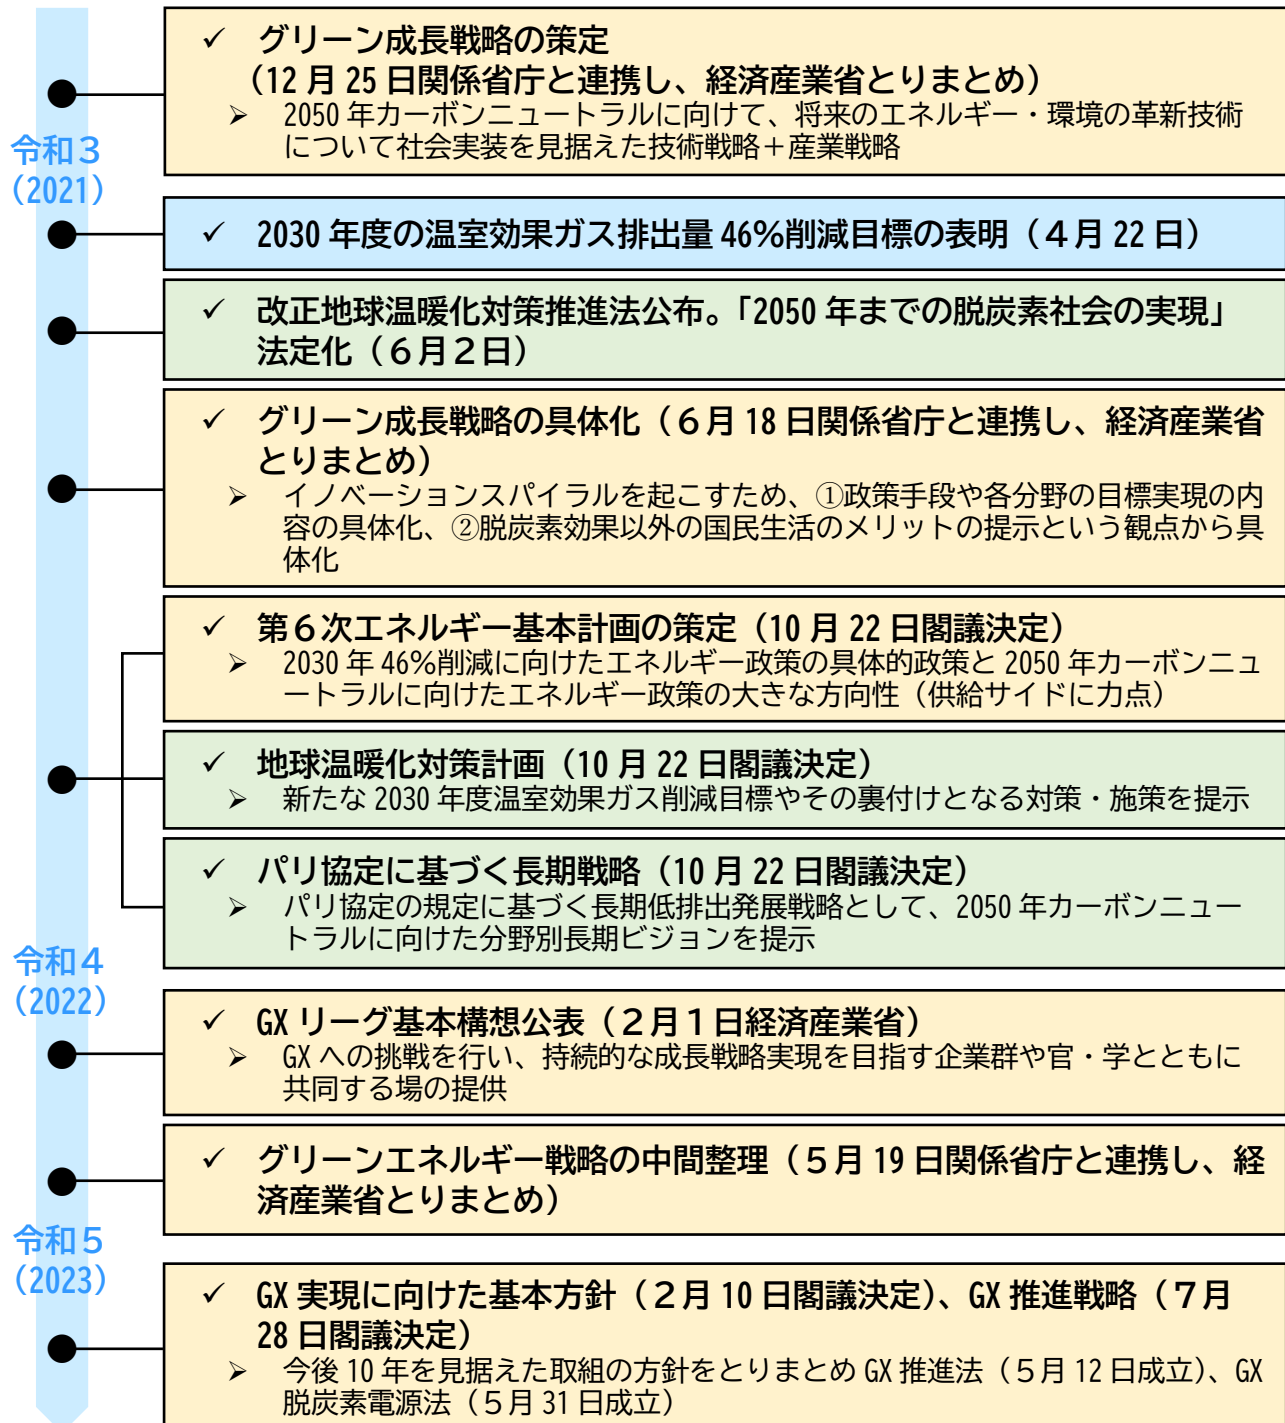 ✓ グリーン成長戦略の策定
（12月25日関係省庁と連携し、経済産業省とりまとめ）
➢ 2050年カーボンニュートラルに向けて、将来のエネルギー・環境の革新技術
について社会実装を見据えた技術戦略＋産業戦略
令和３
（2021）
✓ 2030年度の温室効果ガス排出量46％削減目標の表明（４月22日）
✓ 改正地球温暖化対策推進法公布。「2050年までの脱炭素社会の実現」
法定化（６月２日）
✓ グリーン成長戦略の具体化（６月18日関係省庁と連携し、経済産業省
とりまとめ）
➢ イノベーションスパイラルを起こすため、①政策手段や各分野の目標実現の内
容の具体化、②脱炭素効果以外の国民生活のメリットの提示という観点から具
体化
✓ 第６次エネルギー基本計画の策定（10月22日閣議決定）
➢ 2030年46％削減に向けたエネルギー政策の具体的政策と2050年カーボンニュ
ートラルに向けたエネルギー政策の大きな方向性（供給サイドに力点）
✓ 地球温暖化対策計画（10月22日閣議決定）
➢ 新たな2030年度温室効果ガス削減目標やその裏付けとなる対策・施策を提示
✓ パリ協定に基づく長期戦略（10月22日閣議決定）
➢ パリ協定の規定に基づく長期低排出発展戦略として、2050年カーボンニュー
トラルに向けた分野別長期ビジョンを提示
令和４
（2022）
✓ GXリーグ基本構想公表（２月１日経済産業省）
➢ GXへの挑戦を行い、持続的な成長戦略実現を目指す企業群や官・学とともに
共同する場の提供
✓ グリーンエネルギー戦略の中間整理（５月19日関係省庁と連携し、経
済産業省とりまとめ）
令和５
（2023）
✓ GX実現に向けた基本方針（２月10日閣議決定）、GX推進戦略（７月
28日閣議決定）
➢ 今後10年を見据えた取組の方針をとりまとめGX推進法（５月12日成立）、GX
脱炭素電源法（５月31日成立）